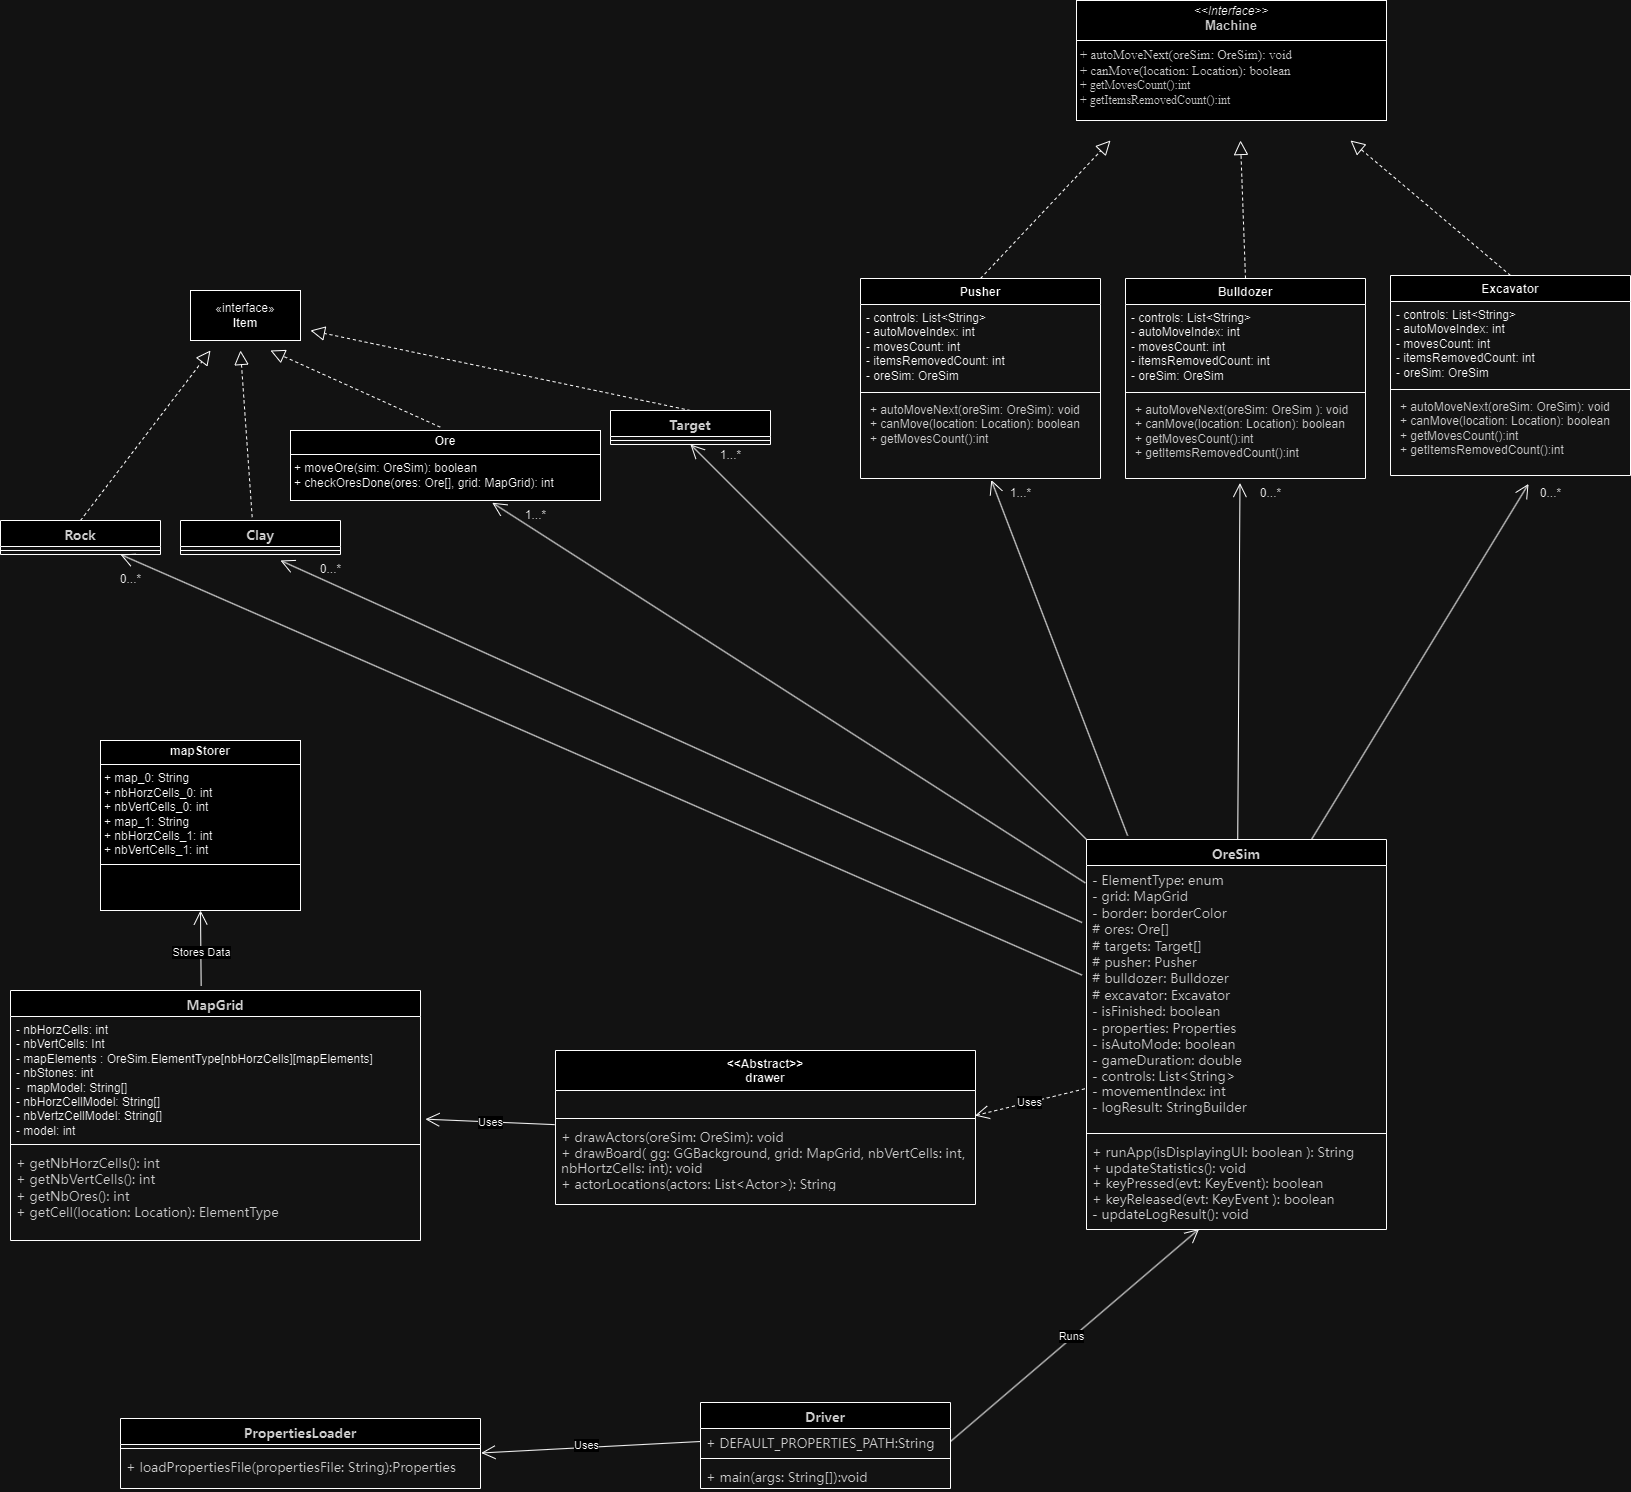 <<Interface>>
Machine
+ autoMoveNext(oreSim: OreSim): void
+ canMove(location: Location): boolean
+ getMovesCount():int
+ getItemsRemovedCount():int
Pusher
- controls: List<String>
- autoMoveIndex: int
- movesCount: int
- itemsRemovedCount: int
- oreSim: OreSim
+ autoMoveNext(oreSim: OreSim): void
+ canMove(location: Location): boolean
+ getMovesCount():int
1...*
Bulldozer
- controls: List<String>
- autoMoveIndex: int
- movesCount: int
- itemsRemovedCount: int
- oreSim: OreSim
+ autoMoveNext(oreSim: OreSim ): void
+ canMove(location: Location): boolean
+ getMovesCount():int
+ getItemsRemovedCount():int
0...*
Excavator
- controls: List<String>
- autoMoveIndex: int
- movesCount: int
- itemsRemovedCount: int
- oreSim: OreSim
+ autoMoveNext(oreSim: OreSim): void
+ canMove(location: Location): boolean
+ getMovesCount():int
+ getItemsRemovedCount():int
0...*
«interface»
Item
Target
1...*
Ore
+ moveOre(sim: OreSim): boolean
+ checkOresDone(ores: Ore[], grid: MapGrid): int
1...*
Rock
0...*
Clay
0...*
mapStorer
+ map_0: String
+ nbHorzCells_0: int
+ nbVertCells_0: int
+ map_1: String
+ nbHorzCells_1: int
+ nbVertCells_1: int
Stores Data
MapGrid
- nbHorzCells: int
- nbVertCells: Int
- mapElements : OreSim.ElementType[nbHorzCells][mapElements]
- nbStones: int
-  mapModel: String[]
- nbHorzCellModel: String[]
- nbVertzCellModel: String[]
- model: int
+ getNbHorzCells(): int
+ getNbVertCells(): int
+ getNbOres(): int
+ getCell(location: Location): ElementType
Uses
<<Abstract>>
drawer
+ drawActors(oreSim: OreSim): void
+ drawBoard( gg: GGBackground, grid: MapGrid, nbVertCells: int,
nbHortzCells: int): void
+ actorLocations(actors: List<Actor>): String
Uses
OreSim
- ElementType: enum
- grid: MapGrid
- border: borderColor
# ores: Ore[]
# targets: Target[]
# pusher: Pusher
# bulldozer: Bulldozer
# excavator: Excavator
- isFinished: boolean
- properties: Properties
- isAutoMode: boolean
- gameDuration: double
- controls: List<String>
- movementIndex: int
- logResult: StringBuilder
+ runApp(isDisplayingUI: boolean ): String
+ updateStatistics(): void
+ keyPressed(evt: KeyEvent): boolean
+ keyReleased(evt: KeyEvent ): boolean
- updateLogResult(): void
Runs
Driver
+ DEFAULT_PROPERTIES_PATH:String
+ main(args: String[]):void
Uses
PropertiesLoader
+ loadPropertiesFile(propertiesFile: String):Properties